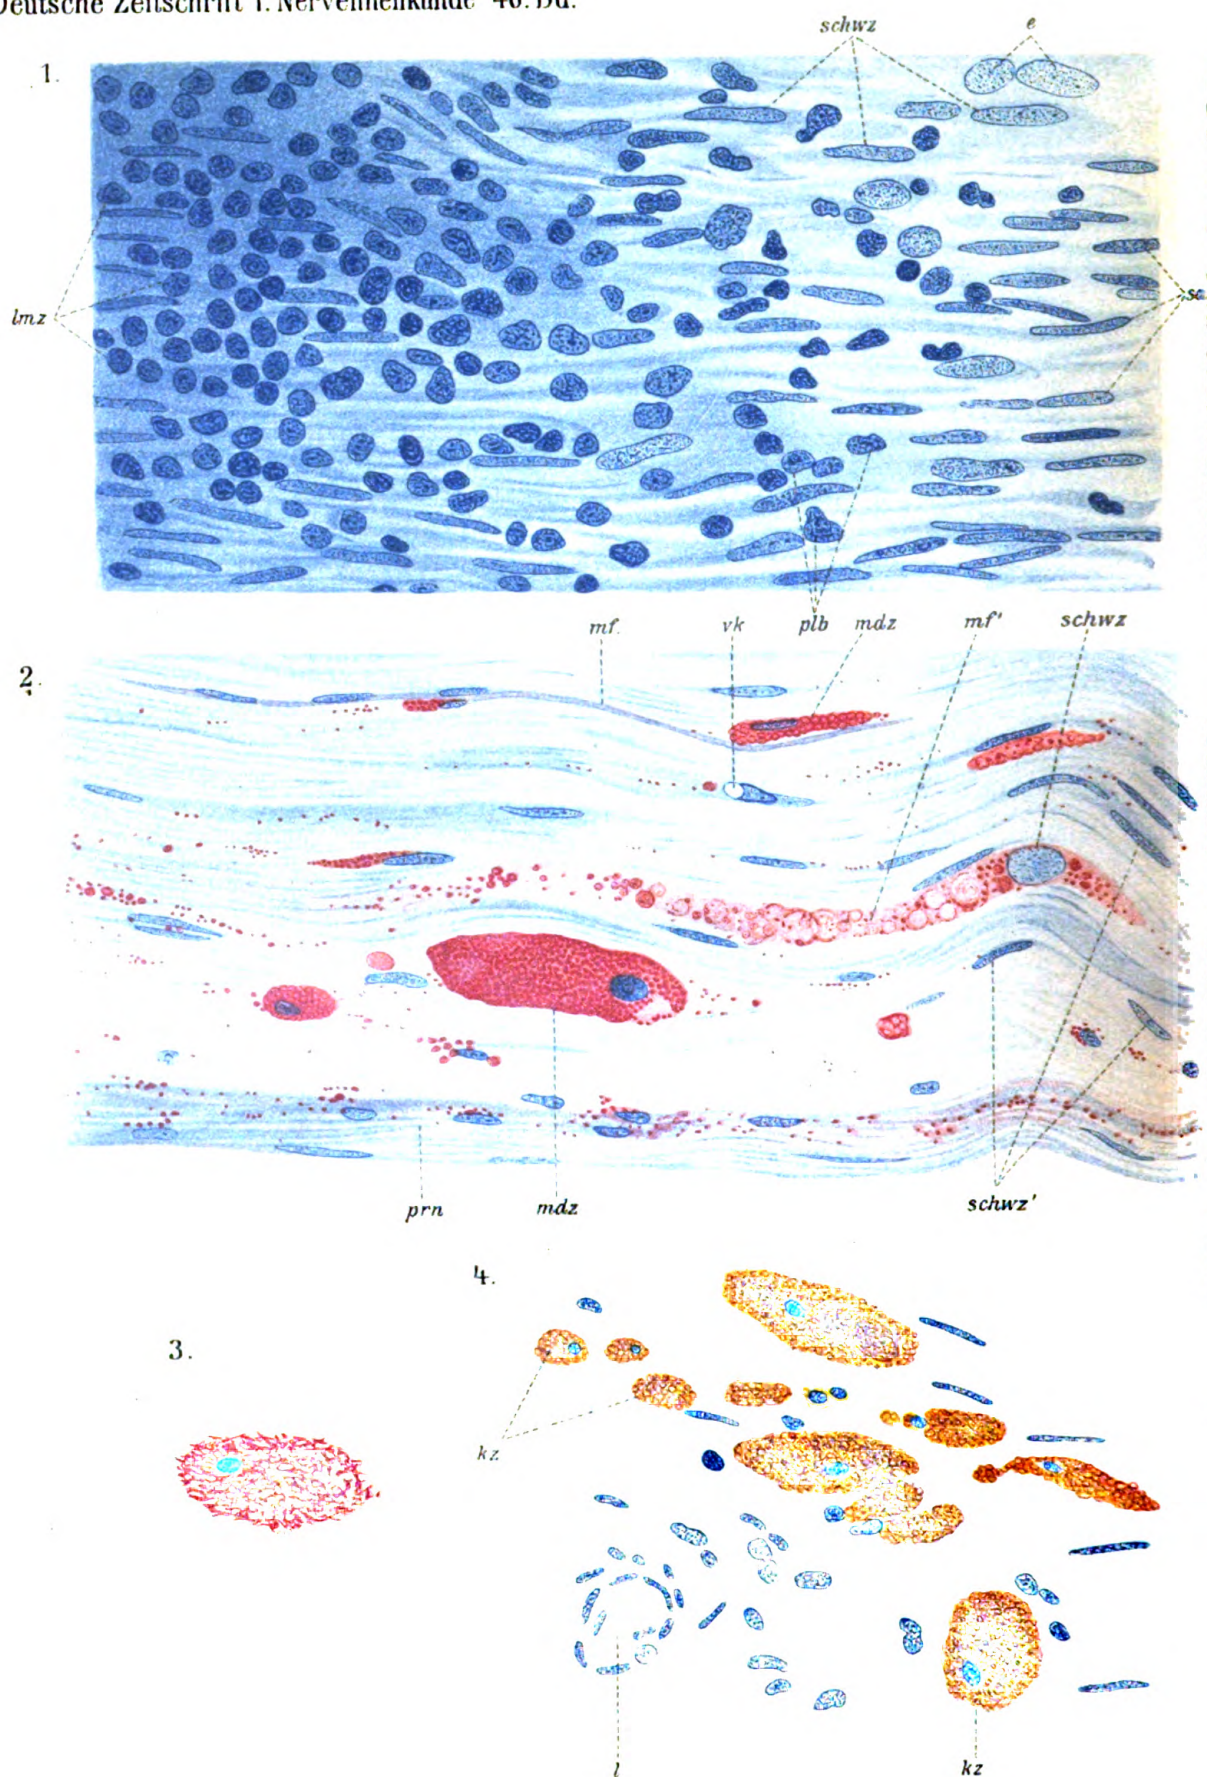 Deutsche Zeitschrift f. Nervenheilkunde 46. Bd.
schwz e
1.
lmz
mf. vk plb mdz mf' schwz
2.
prn mdz schwz'
4.
3.
kz
l kz